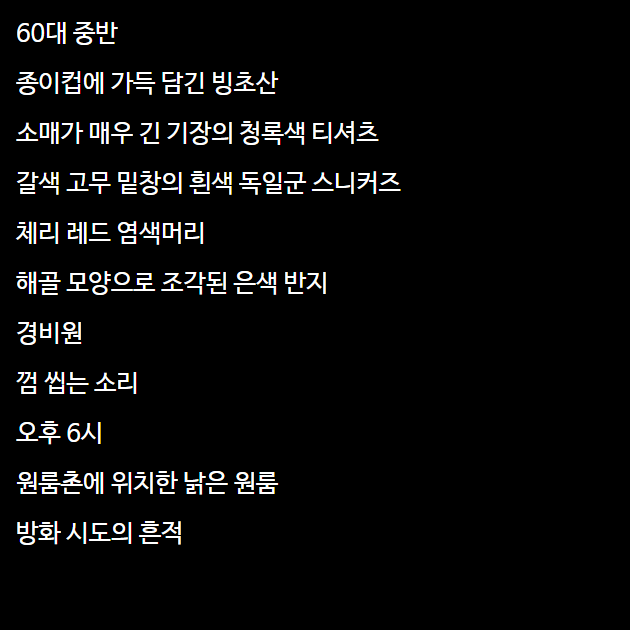 60대 중반
종이컵에 가득 담긴 빙초산
소매가 매우 긴 기장의 청록색 티셔츠
갈색 고무 밑창의 흰색 독일군 스니커즈
체리 레드 염색머리
해골 모양으로 조각된 은색 반지
경비원
껌 씹는 소리
오후 6시
원룸촌에 위치한 낡은 원룸
방화 시도의 흔적